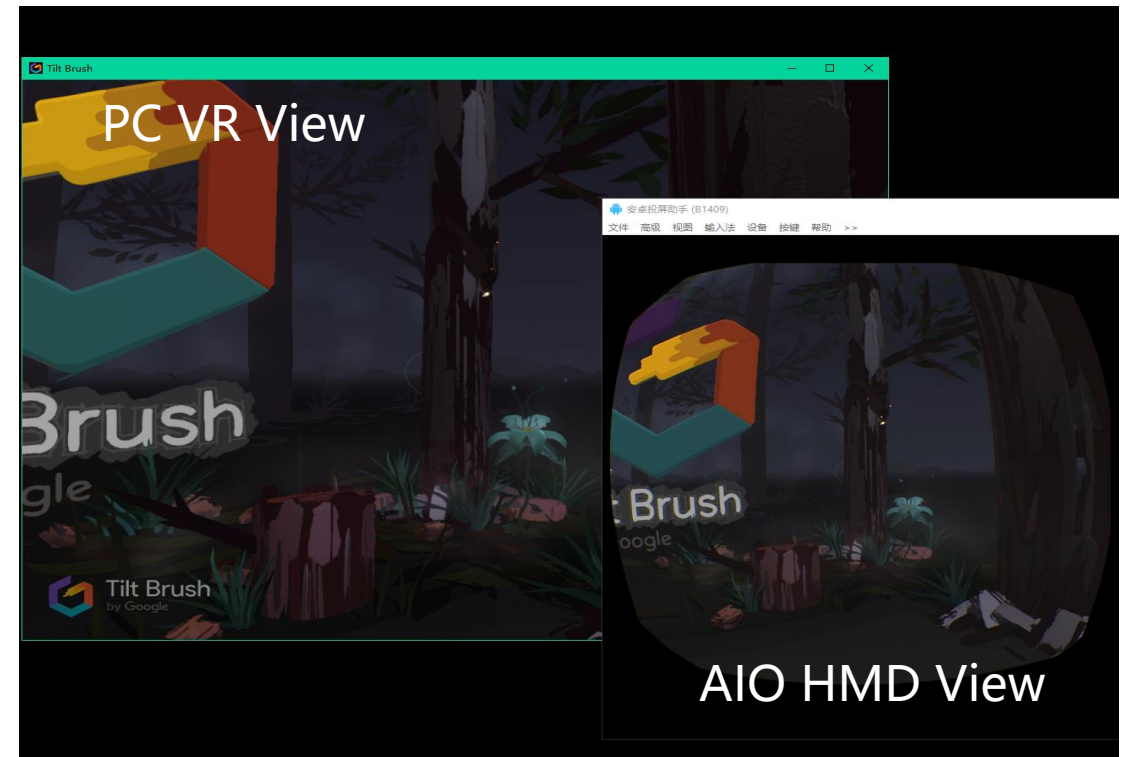 Tilt Brush
PC VR View
Brush
gle
Tilt Brush
by Google
安卓投屏助手 (B1409)
文件 高级 视图 输入法 设备 按键 帮助 >>
t Brush
oogle
AIO HMD View